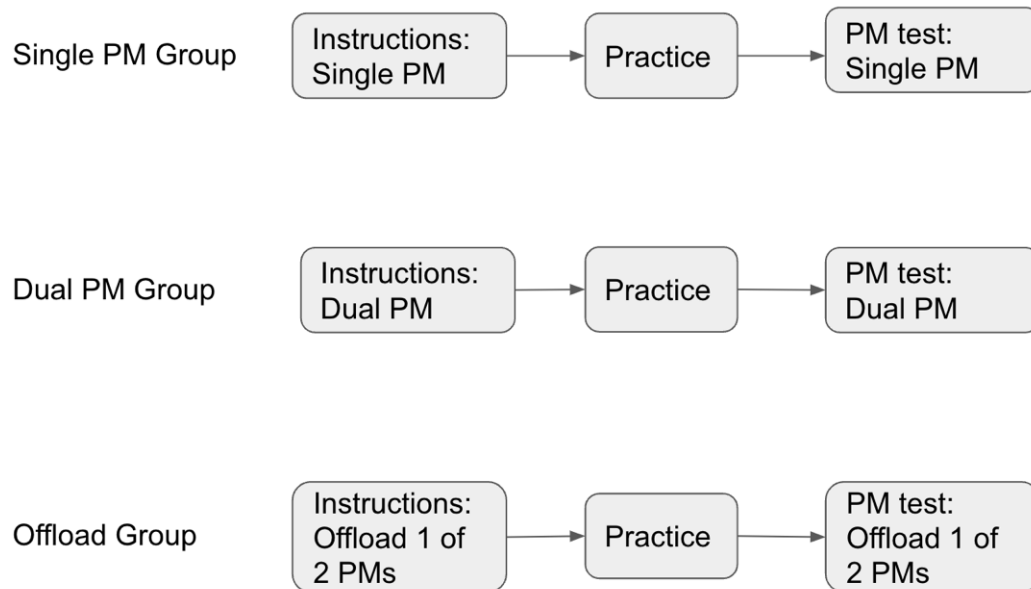 Single PM Group
Instructions:
Single PM
Practice
PM test:
Single PM
Dual PM Group
Instructions:
Dual PM
Practice
PM test:
Dual PM
Offload Group
Instructions:
Offload 1 of
2 PMs
Practice
PM test:
Offload 1 of
2 PMs